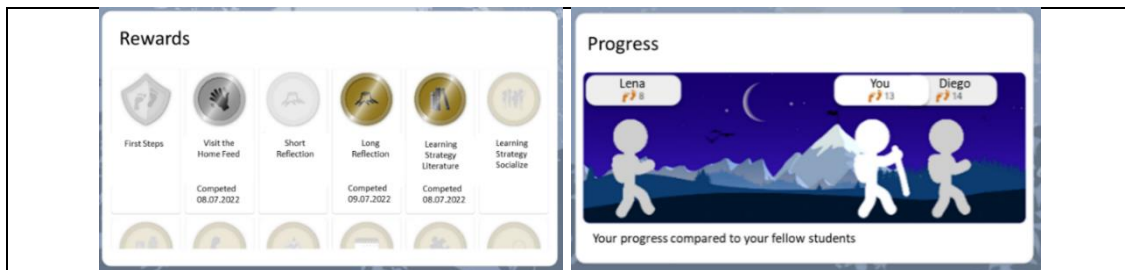 Rewards
First Steps
Visit the
Home Feed
Competed
08.07.2022
Short
Reflection
Long
Reflection
Competed
09.07.2022
Learning
Strategy
Literature
Competed
08.07.2022
Learning
Strategy
Socialize
Progress
Lena
8
You
13
Diego
14
Your progress compared to your fellow students